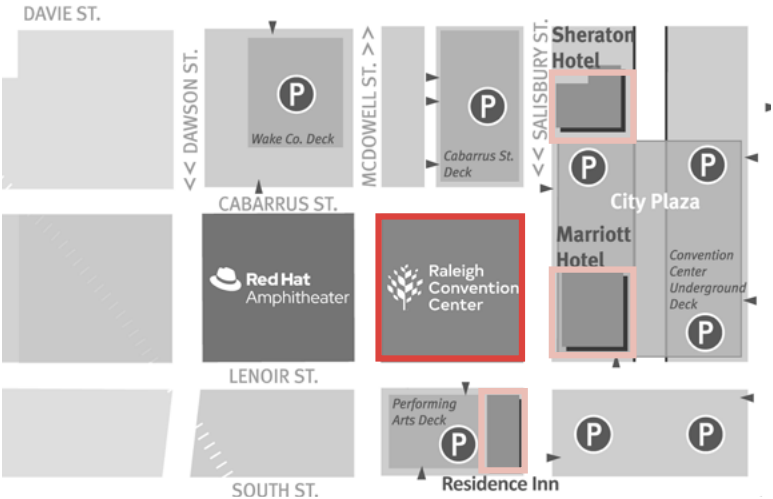 DAVIE ST.
<< DAWSON ST.
P
Wake Co. Deck
MCDOWELL ST. >>
P
Cabarrus St.
Deck
<< SALISBURY ST.
Sheraton
Hotel
P
P
City Plaza
CABARRUS ST.
Red Hat
Amphitheater
Raleigh
Convention
Center
Marriott
Hotel
Convention
Center
Underground
Deck
P
LENOIR ST.
Performing
Arts Deck
P
Residence Inn
P
P
SOUTH ST.